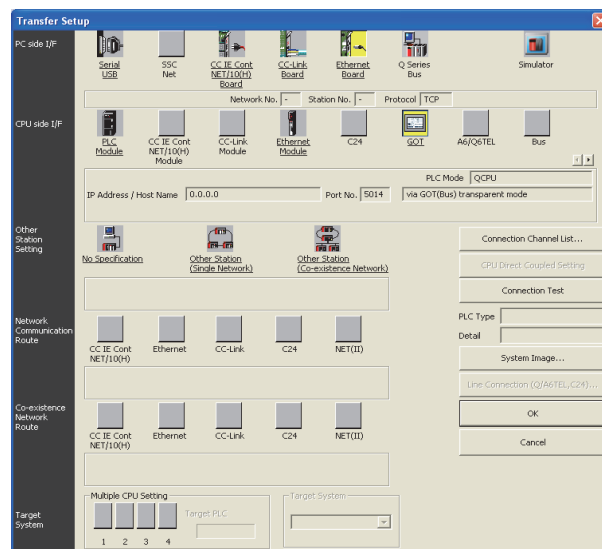 Transfer Setup
PC side I/F
Serial USB
SSC Net
CC IE Cont NET/10(H) Board
CC-Link Board
Ethernet Board
Q Series Bus
Simulator
Network No. - Station No. - Protocol TCP
CPU side I/F
PLC Module
CC IE Cont NET/10(H) Module
CC-Link Module
Ethernet Module
C24
GOT
A6/Q6TEL
Bus
PLC Mode QCPU
IP Address / Host Name 0.0.0.0 Port No. 5014 via GOT(Bus) transparent mode
Other Station Setting
No Specification
Other Station (Single Network)
Other Station (Co-existence Network)
Connection Channel List...
CPU Direct Coupled Setting
Connection Test
PLC Type
Detail
System Image...
Line Connection (Q/A6TEL,C24)...
OK
Cancel
Network Communication Route
CC IE Cont NET/10(H)
Ethernet
CC-Link
C24
NET(II)
Co-existence Network Route
CC IE Cont NET/10(H)
Ethernet
CC-Link
C24
NET(II)
Target System
Multiple CPU Setting
1 2 3 4
Target PLC
Target System